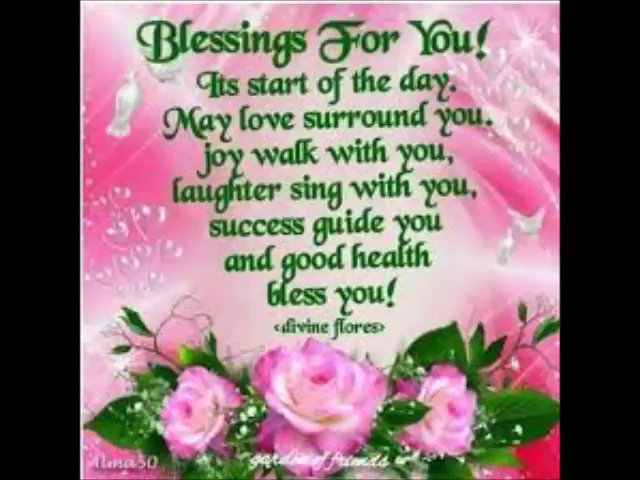 Blessings For You!
Its start of the day.
May love surround you.
joy walk with you,
laughter sing with you,
success guide you
and good health
bless you!
<divine flores>
garden of friends